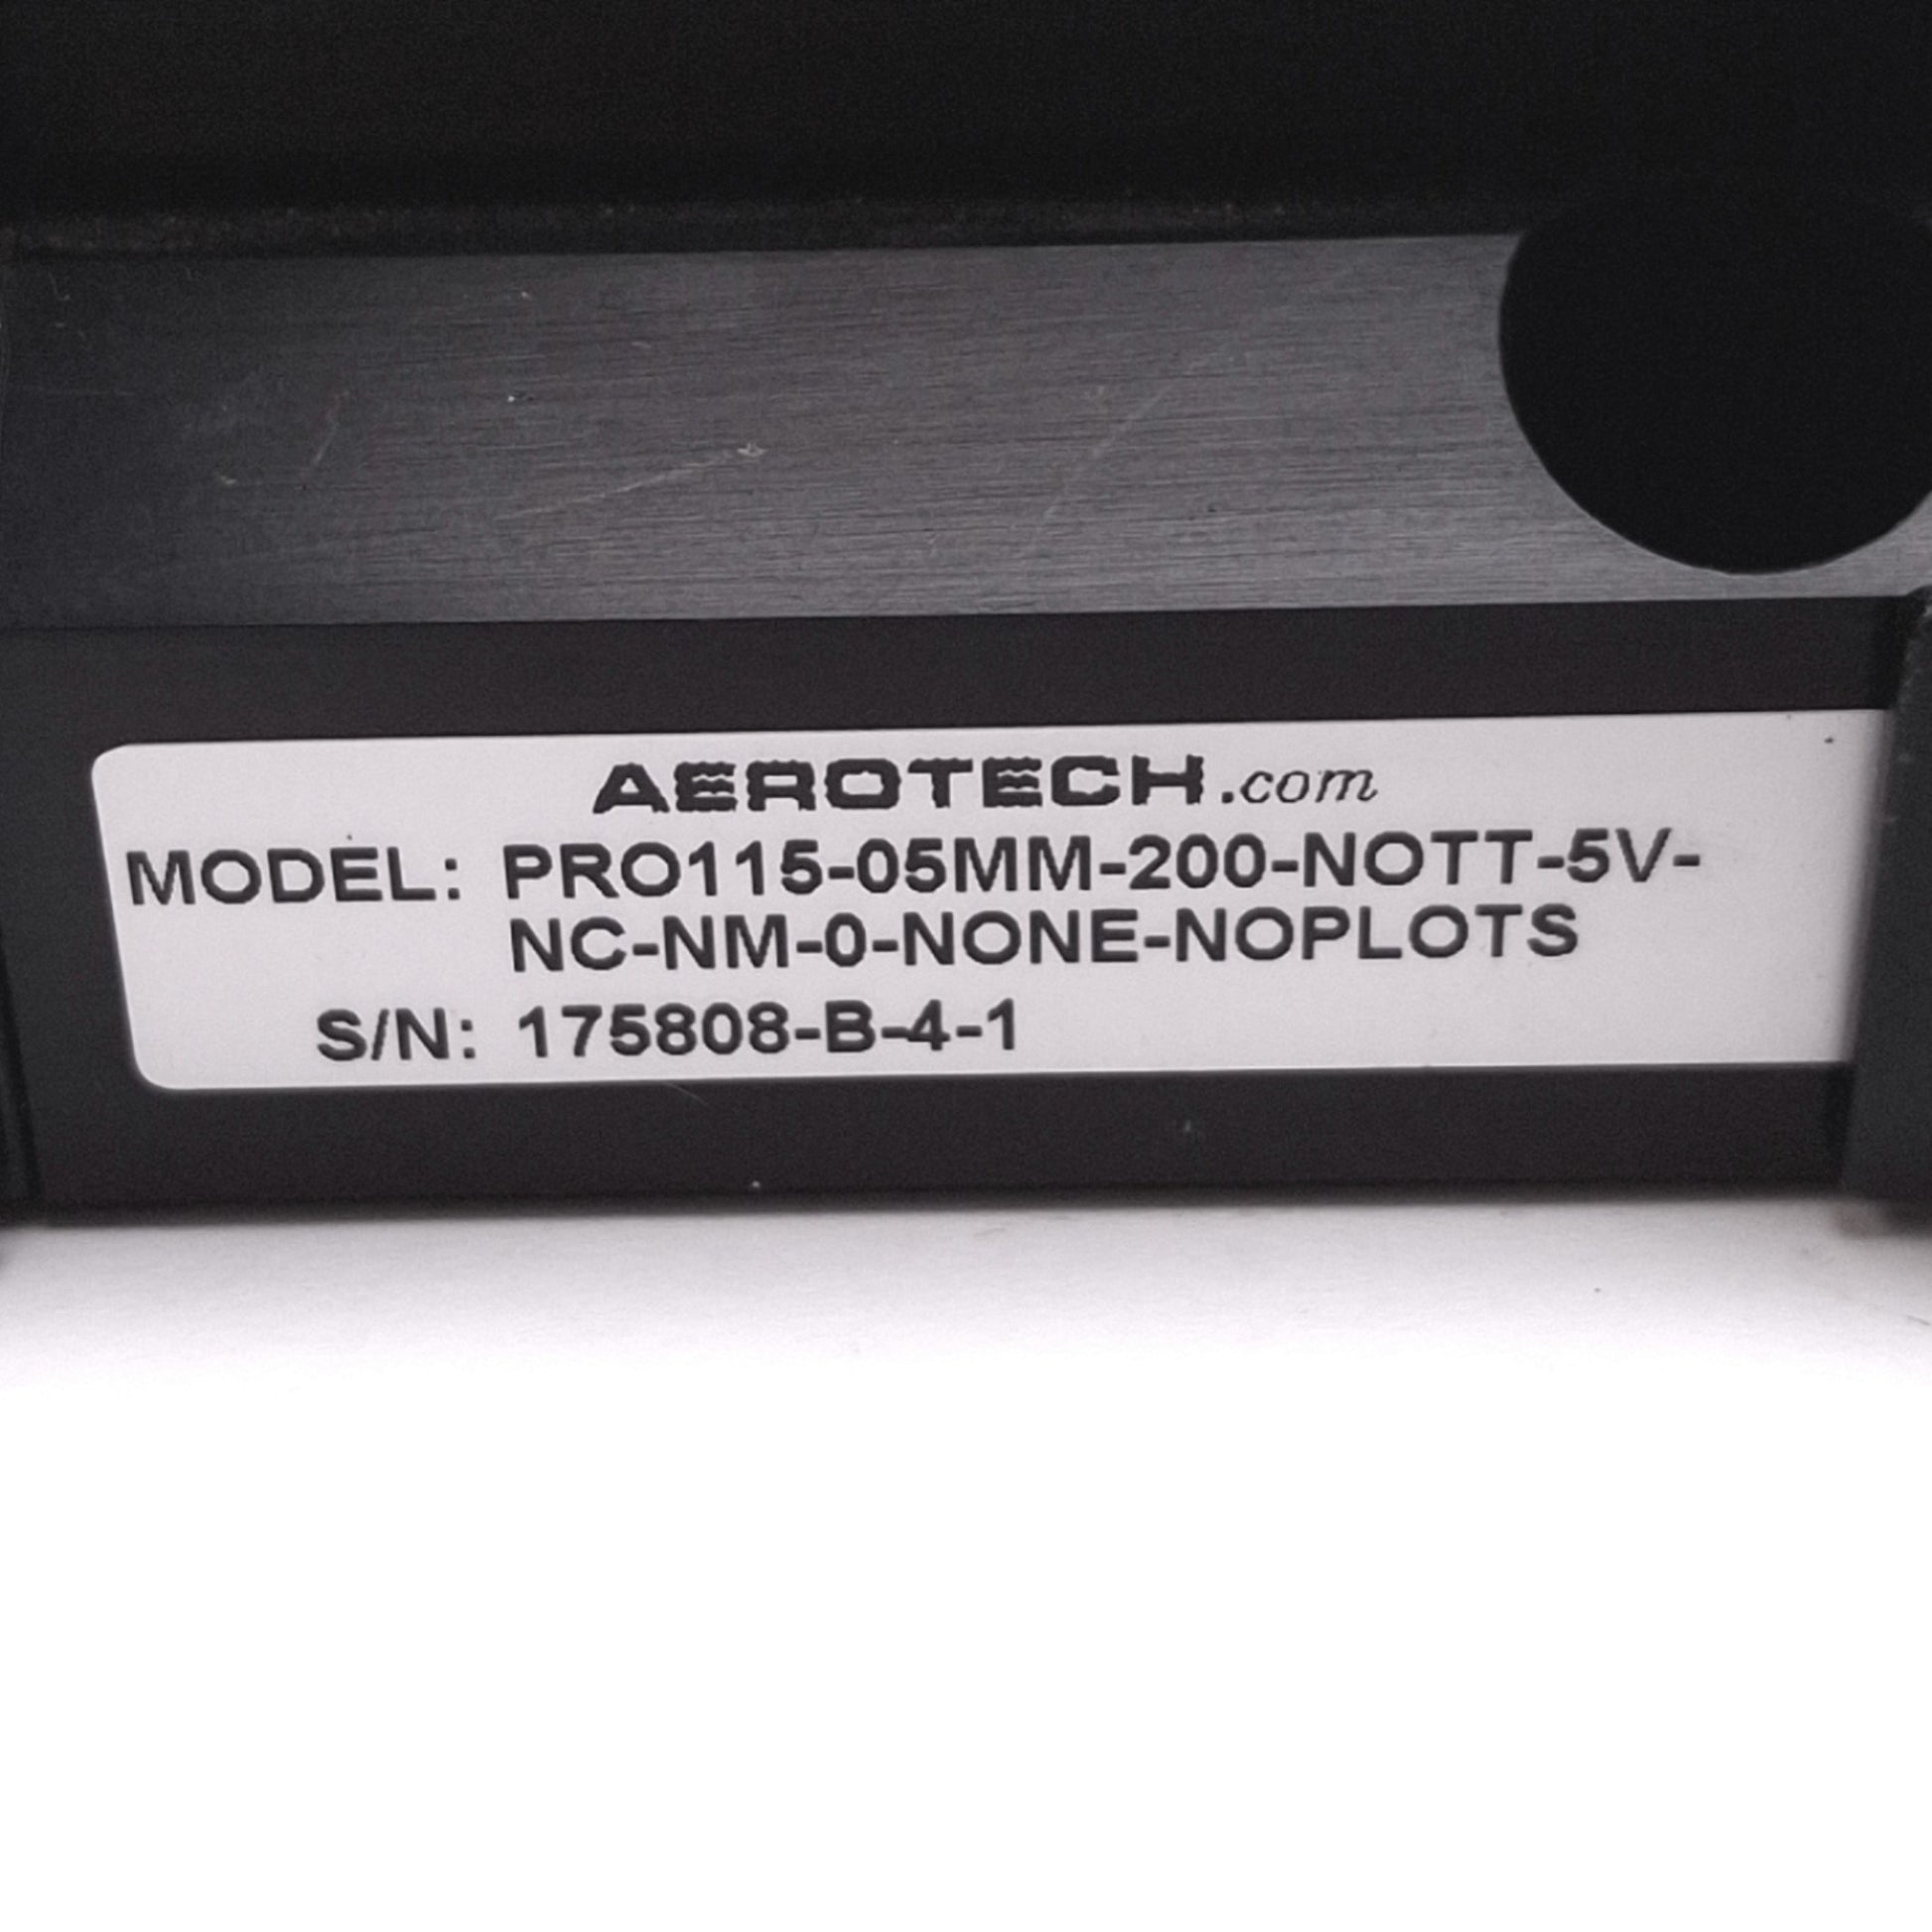 AEROTECH.com
MODEL: PRO115-05MM-200-NOTT-5V-
NC-NM-0-NONE-NOPLOTS
S/N: 175808-B-4-1